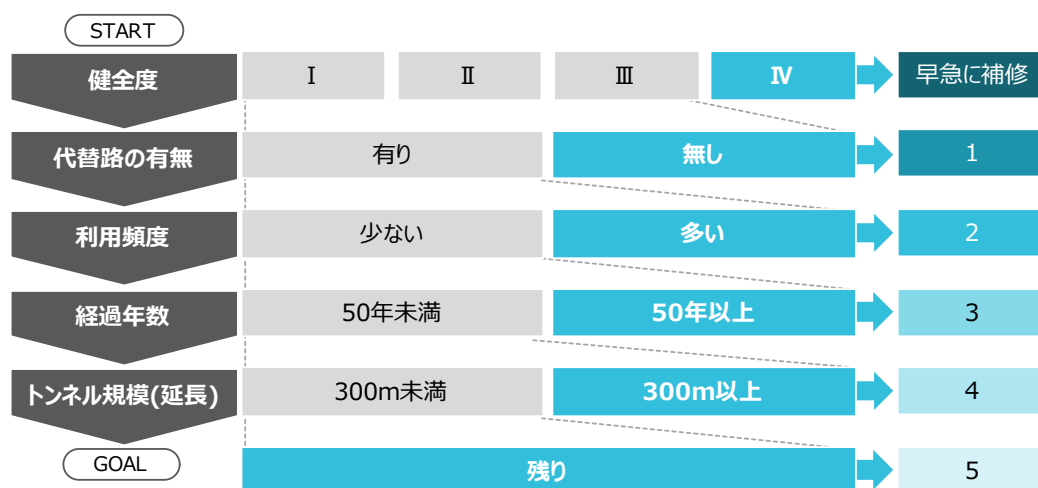 START
健全度 Ⅰ Ⅱ Ⅲ Ⅳ 早急に補修
代替路の有無 有り 無し 1
利用頻度 少ない 多い 2
経過年数 50年未満 50年以上 3
トンネル規模(延長) 300m未満 300m以上 4
GOAL 残り 5